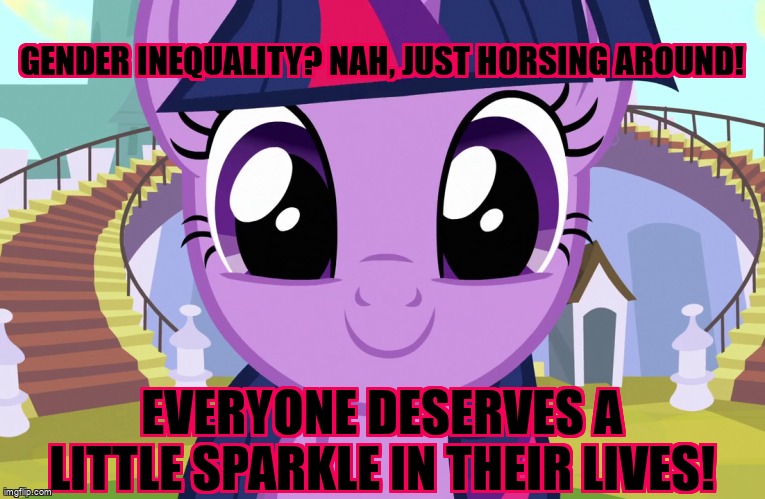 GENDER INEQUALITY? NAH, JUST HORSING AROUND!
EVERYONE DESERVES A
LITTLE SPARKLE IN THEIR LIVES!
imgflip.com